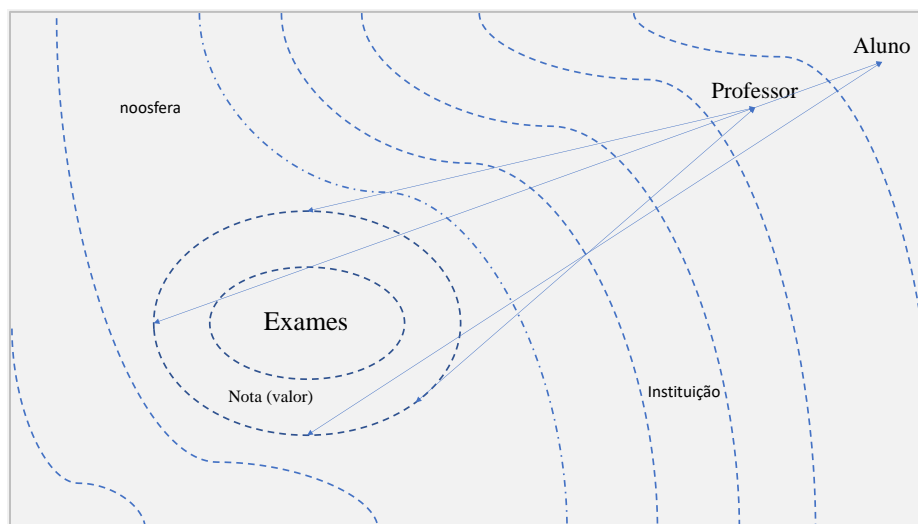 Aluno
Professor
noosfera
Exames
Nota (valor)
Instituição